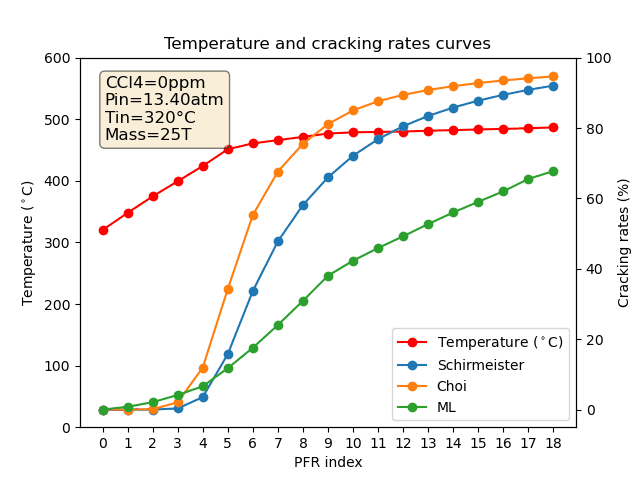 Temperature and cracking rates curves
CCl4=0ppm
Pin=13.40atm
Tin=320°C
Mass=25T
Temperature (°C)
600
500
400
300
200
100
0
100
80
60
40
20
0
Cracking rates (%)
Temperature (°C)
Schirmeister
Choi
ML
0 1 2 3 4 5 6 7 8 9 10 11 12 13 14 15 16 17 18
PFR index